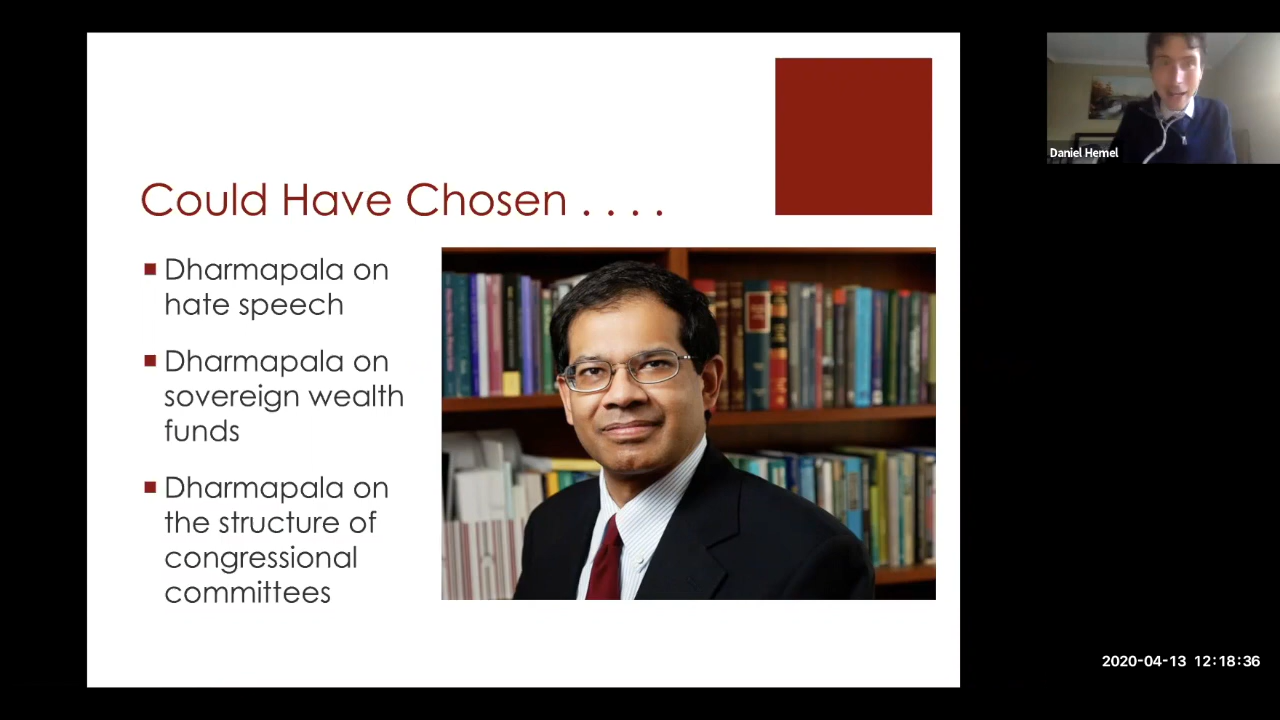 Could Have Chosen . . . .
Dharmapala on
hate speech
Dharmapala on
sovereign wealth
funds
Dharmapala on
the structure of
congressional
committees
Daniel Hemel
2020-04-13 12:18:36